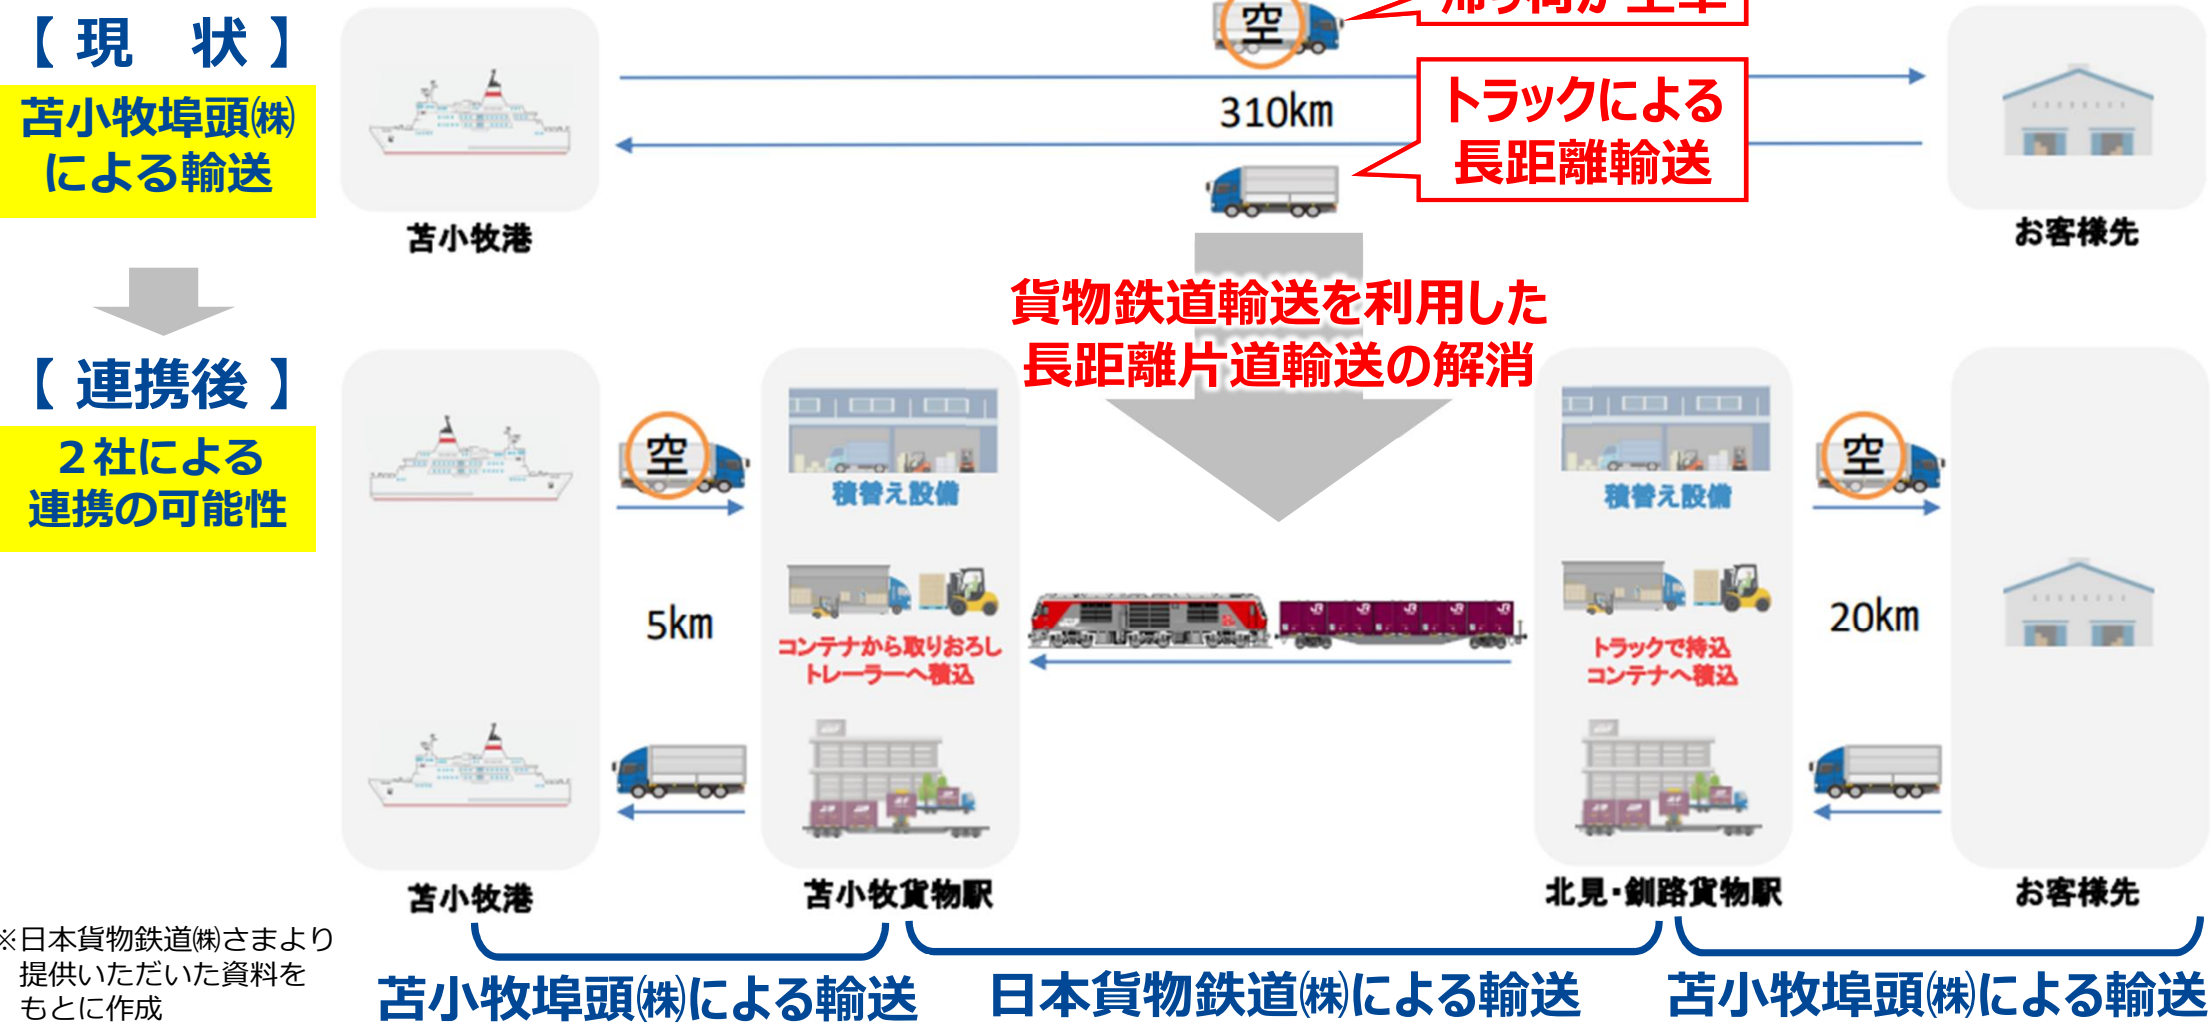 【 現　状 】
苫小牧埠頭㈱
による輸送
空
310km
トラックによる
長距離輸送
苫小牧港
お客様先
貨物鉄道輸送を利用した
長距離片道輸送の解消
【 連携後 】
２社による
連携の可能性
空
積替え設備
積替え設備
空
5km
コンテナから取りおろし
トレーラーへ積込
トラックで持込
コンテナへ積込
20km
苫小牧港
苫小牧貨物駅
北見・釧路貨物駅
お客様先
※日本貨物鉄道㈱さまより
提供いただいた資料を
もとに作成
苫小牧埠頭㈱による輸送
日本貨物鉄道㈱による輸送
苫小牧埠頭㈱による輸送